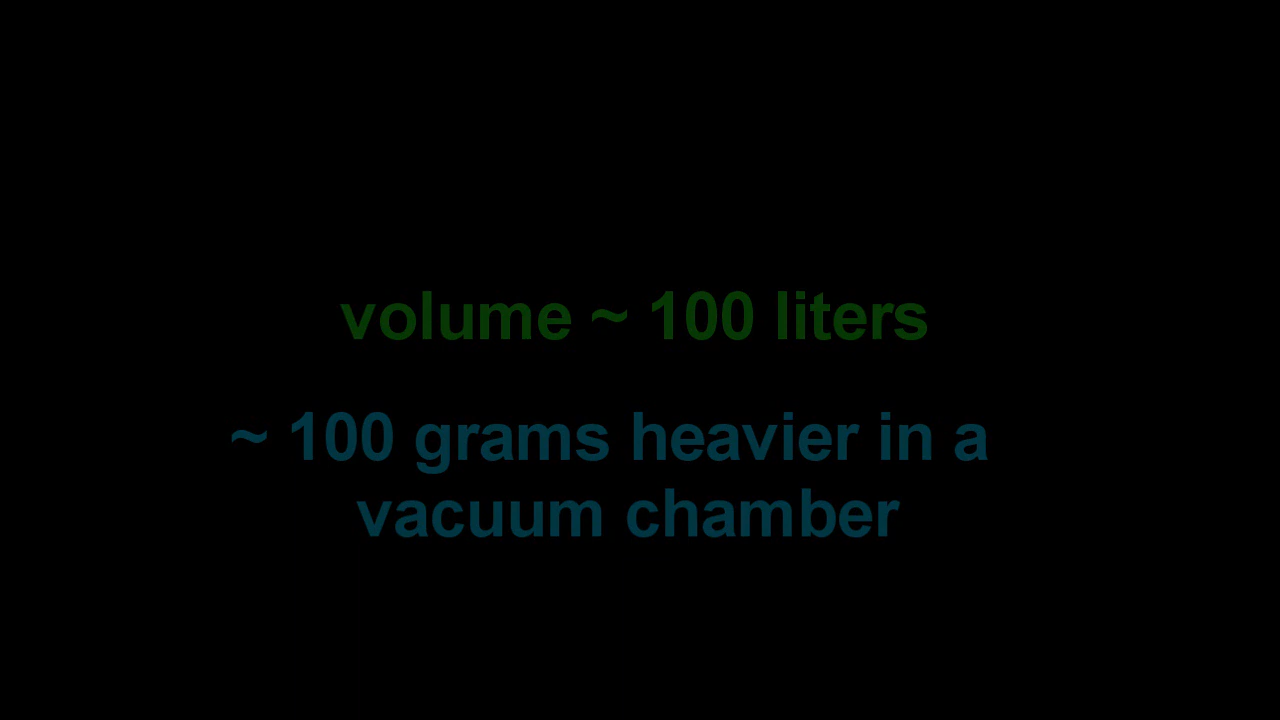 volume ~ 100 liters
~ 100 grams heavier in a
vacuum chamber